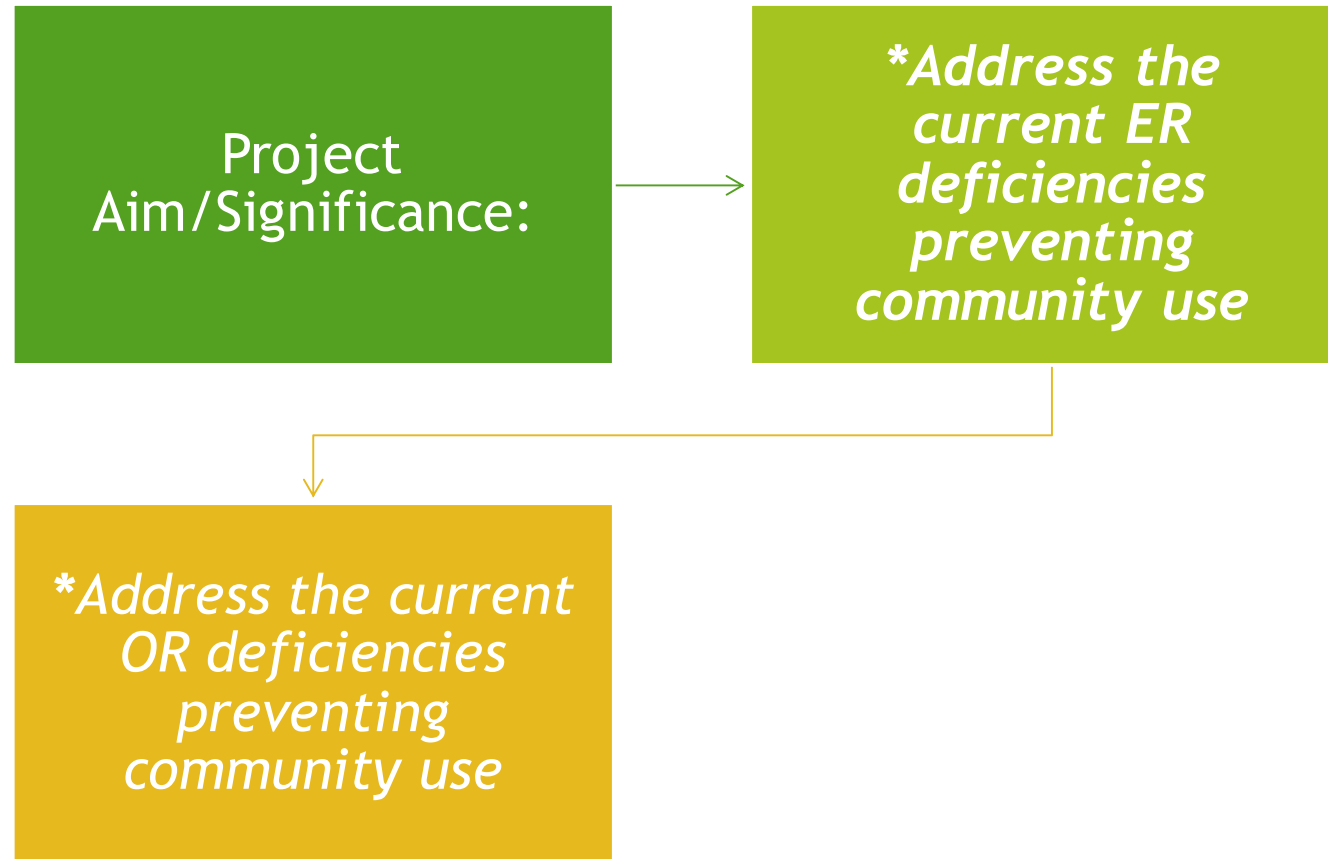 Project
Aim/Significance:
*Address the
current ER
deficiencies
preventing
community use
*Address the current
OR deficiencies
preventing
community use